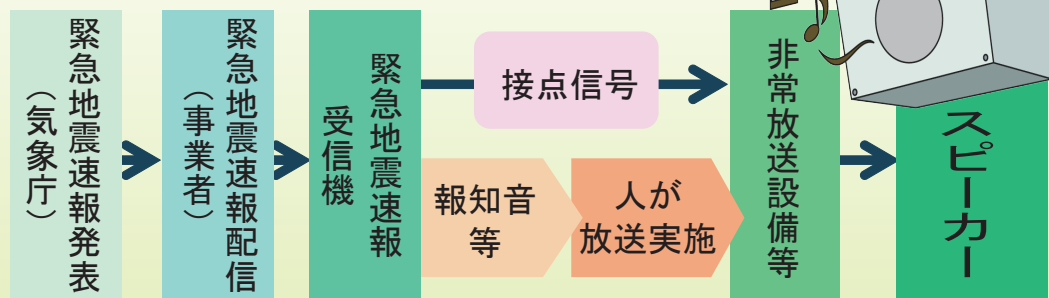 緊急地震速報発表
（気象庁）
緊急地震速報配信
（事業者）
緊急地震速報
受信機
接点信号
報知音
等
人が
放送実施
非常放送設備等
スピーカー